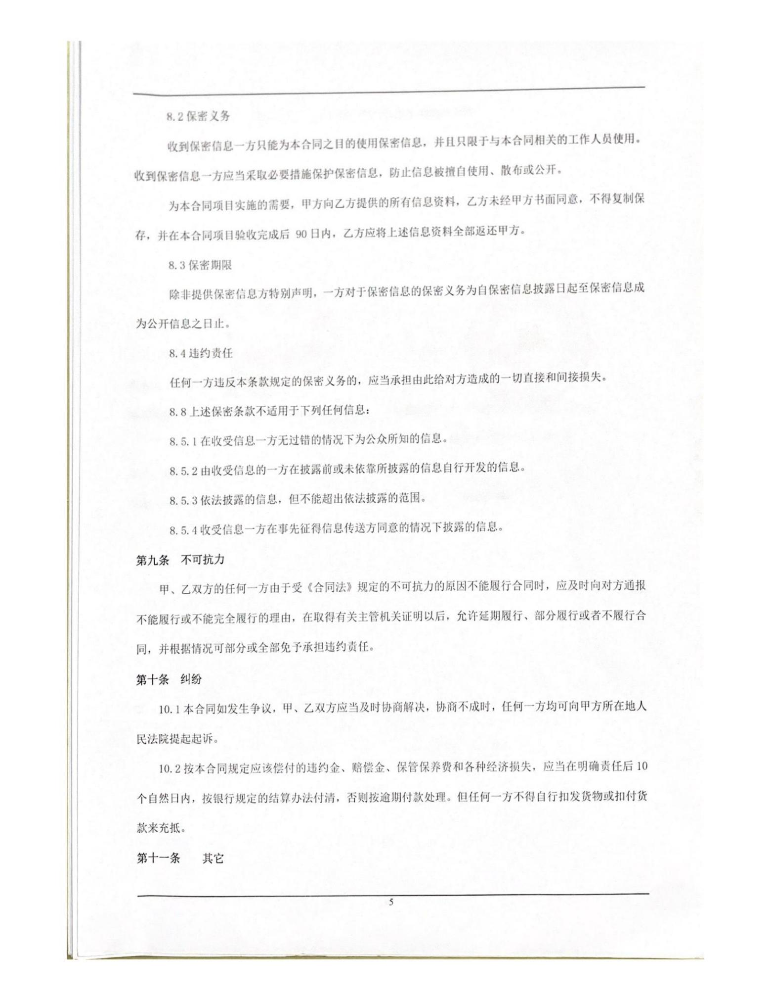 8.2保密义务
收到保密信息一方只能为本合同之目的使用保密信息，并且只限于与本合同相关的工作人员使用。
收到保密信息一方应当采取必要措施保护保密信息，防止信息被擅自使用、散布或公开。
为本合同项目实施的需要，甲方向乙方提供的所有信息资料，乙方未经甲方书面同意，不得复制保
存，并在本合同项目验收完成后 90日内，乙方应将上述信息资料全部返还甲方。
8.3保密期限
除非提供保密信息方特别声明，一方对于保密信息的保密义务为自保密信息披露日起至保密信息成
为公开信息之日止。
8.4违约责任
任何一方违反本条款规定的保密义务的，应当承担由此给对方造成的一切直接和间接损失。
8.8上述保密条款不适用于下列任何信息：
8.5.1在收受信息一方无过错的情况下为公众所知的信息。
8.5.2由收受信息的一方在披露前或未依靠所披露的信息自行开发的信息。
8.5.3依法披露的信息，但不能超出依法披露的范围。
8.5.4收受信息一方在事先征得信息传送方同意的情况下披露的信息。
第九条 不可抗力
甲、乙双方的任何一方由于受《合同法》规定的不可抗力的原因不能履行合同时，应及时向对方通报
不能履行或不能完全履行的理由，在取得有关主管机关证明以后，允许延期履行、部分履行或者不履行合
同，并根据情况可部分或全部免予承担违约责任。
第十条 纠纷
10.1本合同如发生争议，甲、乙双方应当及时协商解决，协商不成时，任何一方均可向甲方所在地人
民法院提起起诉。
10.2按本合同规定应该偿付的违约金、赔偿金、保管保养费和各种经济损失，应当在明确责任后10
个自然日内，按银行规定的结算办法付清，否则按逾期付款处理。但任何一方不得自行扣发货物或扣付货
款来充抵。
第十一条 其它
5